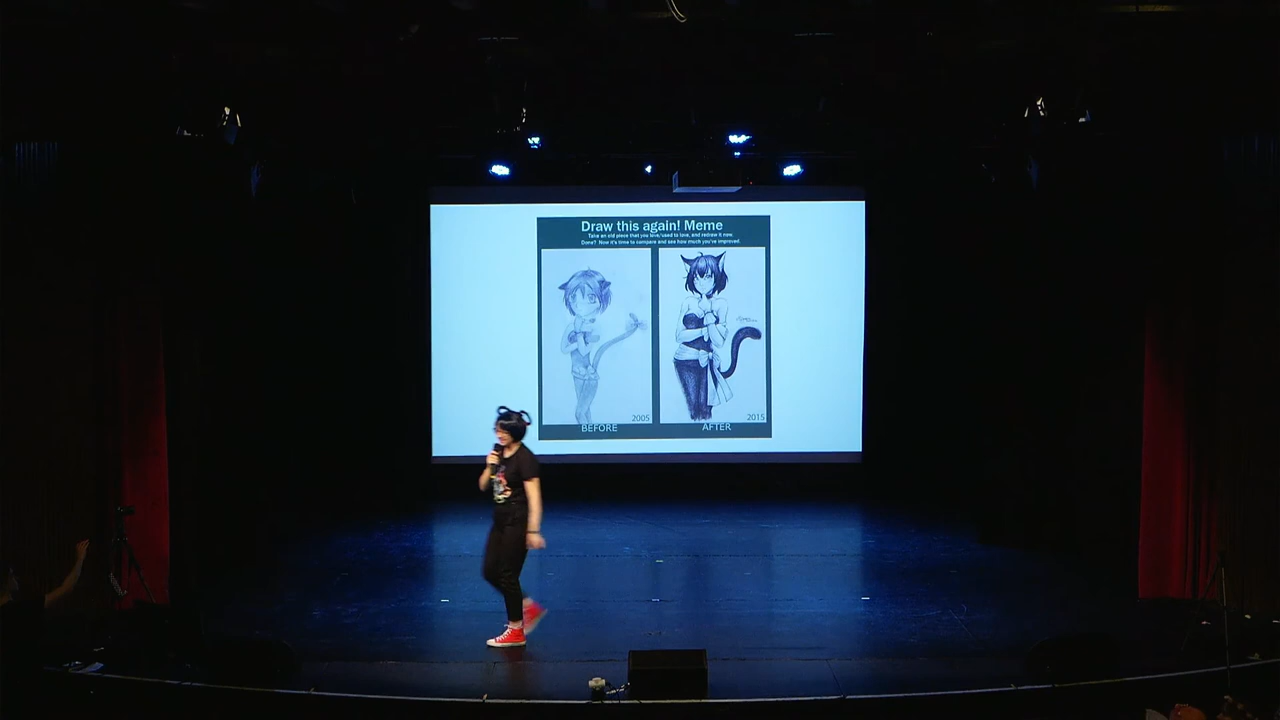 Draw this again! Meme
Take an old piece that you love/used to love, and redraw it now.
Done? Now it's time to compare and see how much you've improved.
2005
2015
BEFORE
AFTER